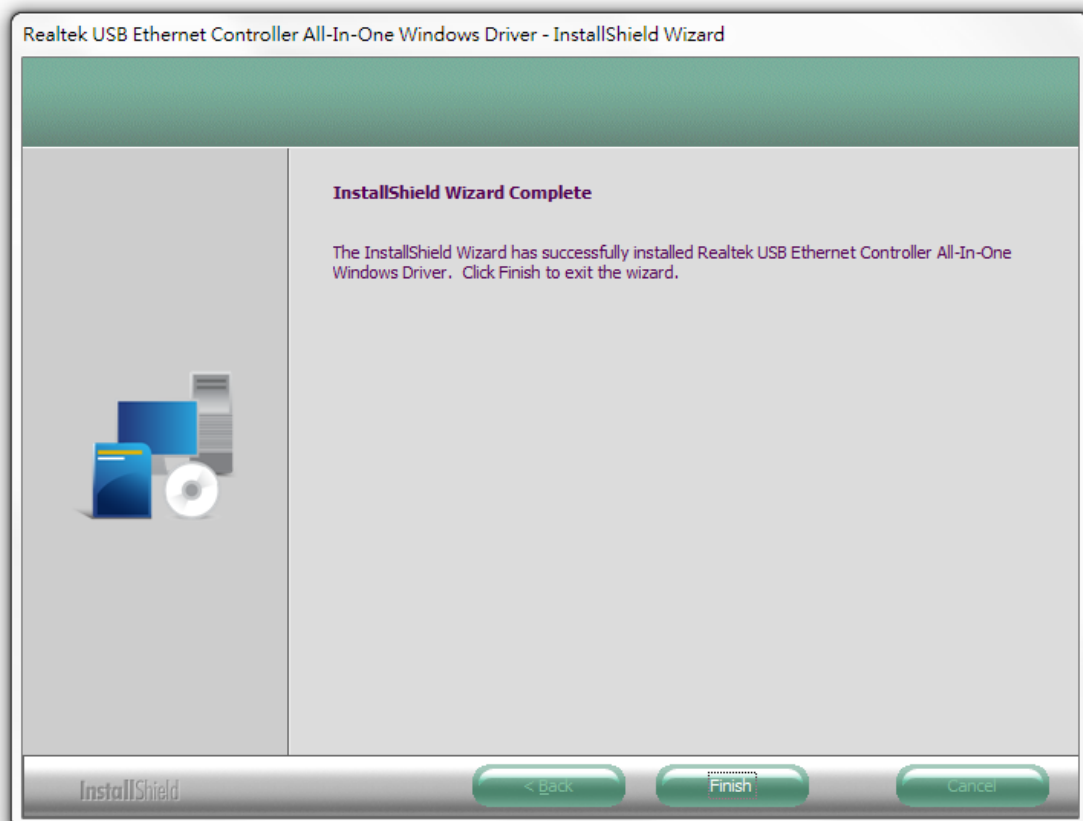 Realtek USB Ethernet Controller All-In-One Windows Driver - InstallShield Wizard
InstallShield Wizard Complete
The InstallShield Wizard has successfully installed Realtek USB Ethernet Controller All-In-One
Windows Driver. Click Finish to exit the wizard.
InstallShield
< Back
Finish
Cancel